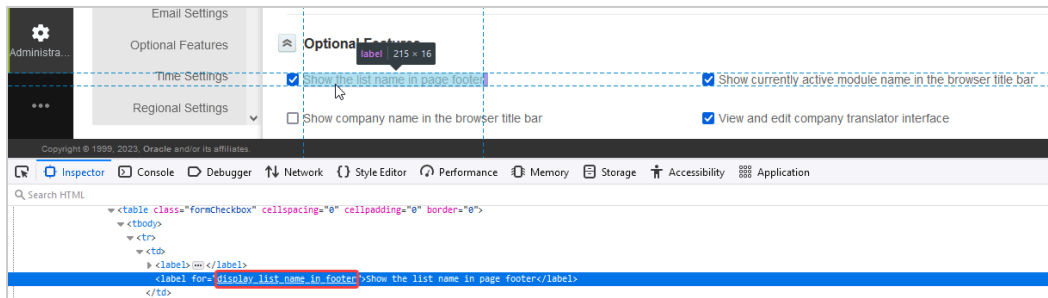 Email Settings
Administra...
Optional Features
Optional Features
label 215 × 16
Time Settings
Show the list name in page footer
Show currently active module name in the browser title bar
Regional Settings
Show company name in the browser title bar
View and edit company translator interface
Copyright © 1999, 2023, Oracle and/or its affiliates.
Inspector Console Debugger Network Style Editor Performance Memory Storage Accessibility Application
Search HTML
<table class="formCheckbox" cellspacing="0" cellpadding="0" border="0">
<tbody>
<tr>
<td>
<label>...</label>
<label for="display_list_name_in_footer">Show the list name in page footer</label>
</td>